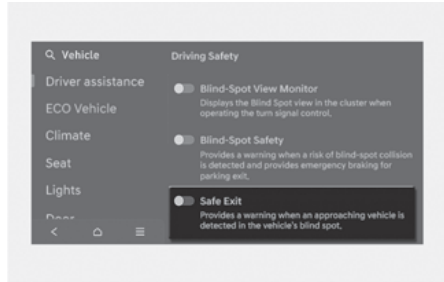 Vehicle
Driving Safety
Driver assistance
ECO Vehicle
Climate
Seat
Lights
Door
Blind-Spot View Monitor
Displays the Blind Spot view in the cluster when
operating the turn signal control.
Blind-Spot Safety
Provides a warning when a risk of blind-spot collision
is detected and provides emergency braking for
parking exit.
Safe Exit
Provides a warning when an approaching vehicle is
detected in the vehicle's blind spot.